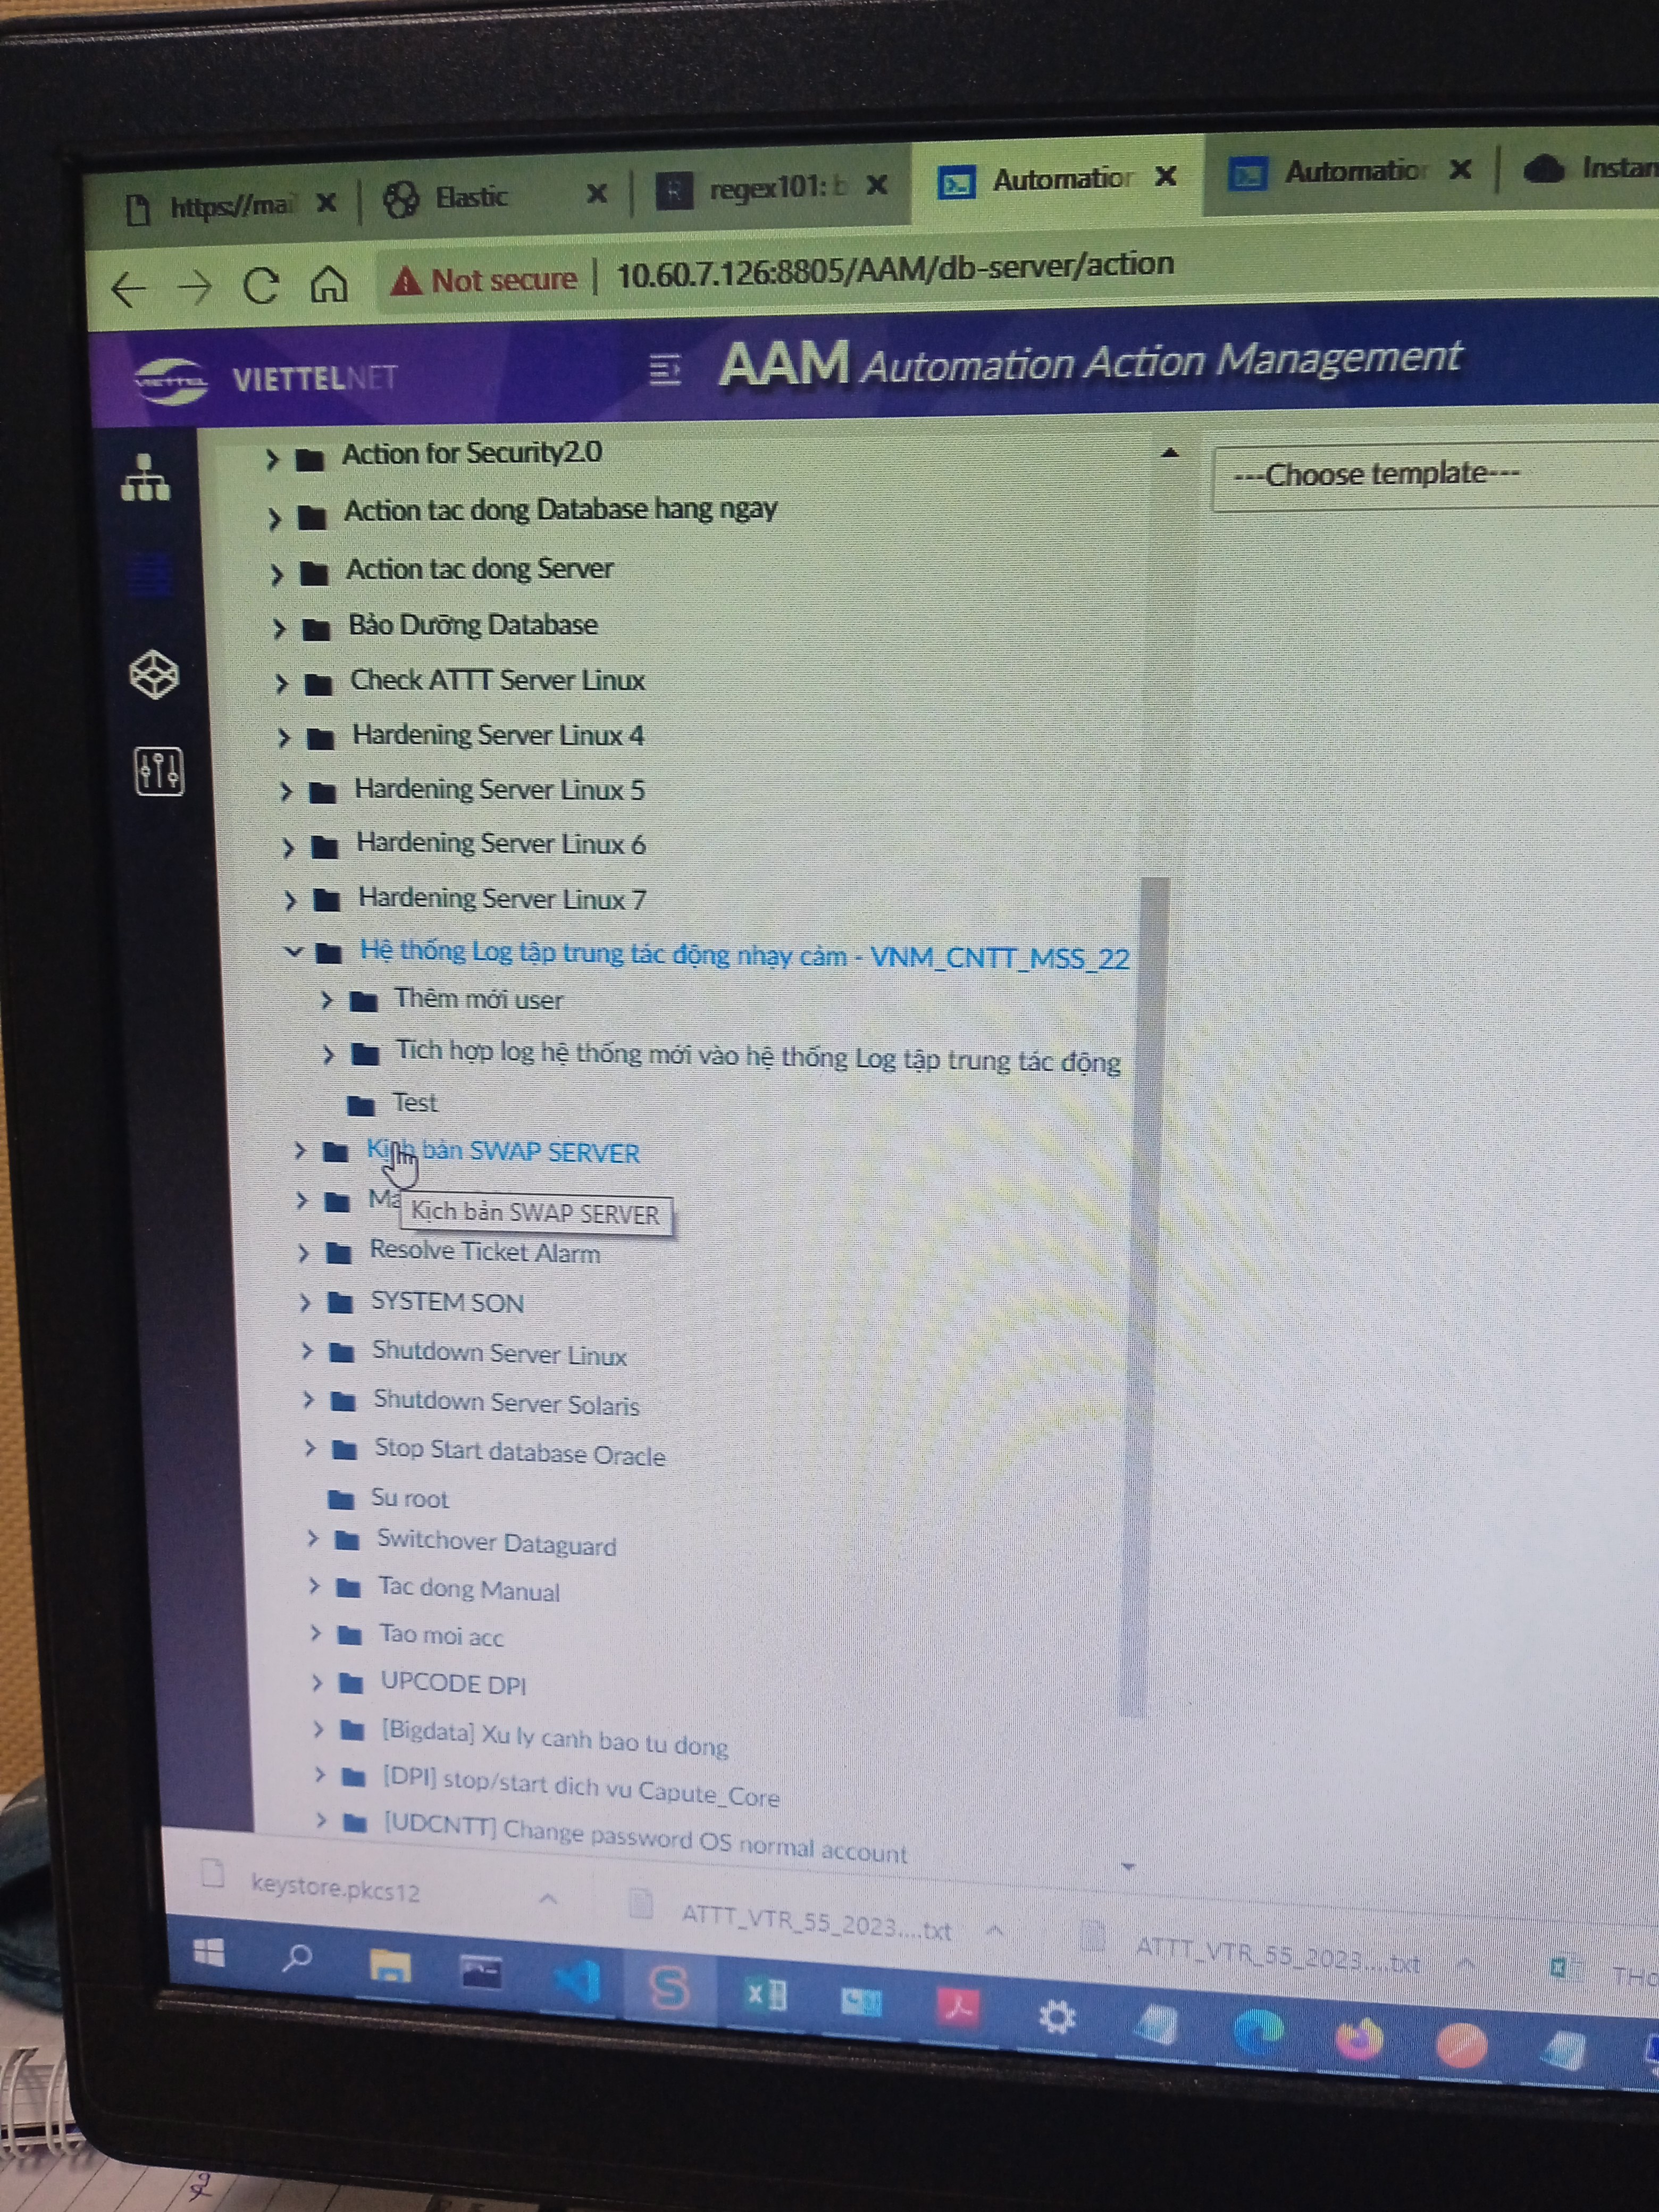 https://mai
Elastic
regex101: b
Automation
Automation
Instan
Not secure | 10.60.7.126:8805/AAM/db-server/action
VIETTEL
VIETTELNET
AAM Automation Action Management
---Choose template---
Action for Security2.0
Action tac dong Database hang ngay
Action tac dong Server
Bảo Dưỡng Database
Check ATTT Server Linux
Hardening Server Linux 4
Hardening Server Linux 5
Hardening Server Linux 6
Hardening Server Linux 7
Hệ thống Log tập trung tác động nhạy cảm - VNM_CNTT_MSS_22
Thêm mới user
Tích hợp log hệ thống mới vào hệ thống Log tập trung tác động
Test
Kịch bản SWAP SERVER
Ma
Kịch bản SWAP SERVER
Resolve Ticket Alarm
SYSTEM SON
Shutdown Server Linux
Shutdown Server Solaris
Stop Start database Oracle
Su root
Switchover Dataguard
Tac dong Manual
Tao moi acc
UPCODE DPI
[Bigdata] Xu ly canh bao tu dong
[DPI] stop/start dich vu Capute_Core
[UDCNTT] Change password OS normal account
keystore.pkcs12
ATTT_VTR_55_2023....txt
ATTT_VTR_55_2023....txt